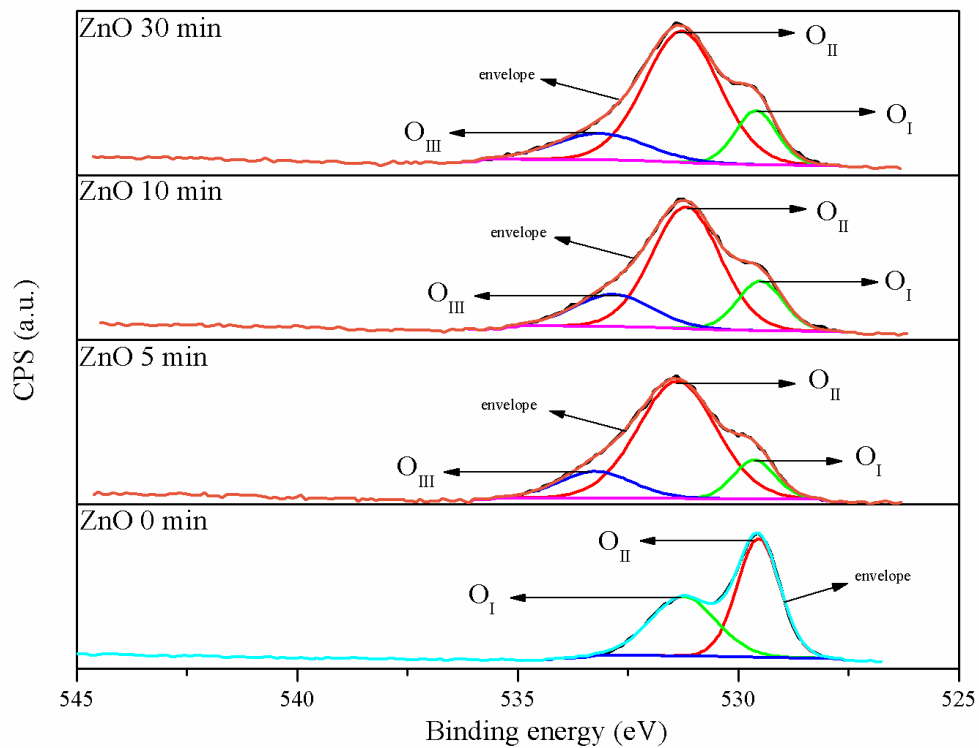 ZnO 30 min
O_II
envelope
O_I
O_III
ZnO 10 min
O_II
envelope
O_I
O_III
ZnO 5 min
O_II
envelope
O_I
O_III
ZnO 0 min
O_II
envelope
O_I
CPS (a.u.)
545 540 535 530 525
Binding energy (eV)